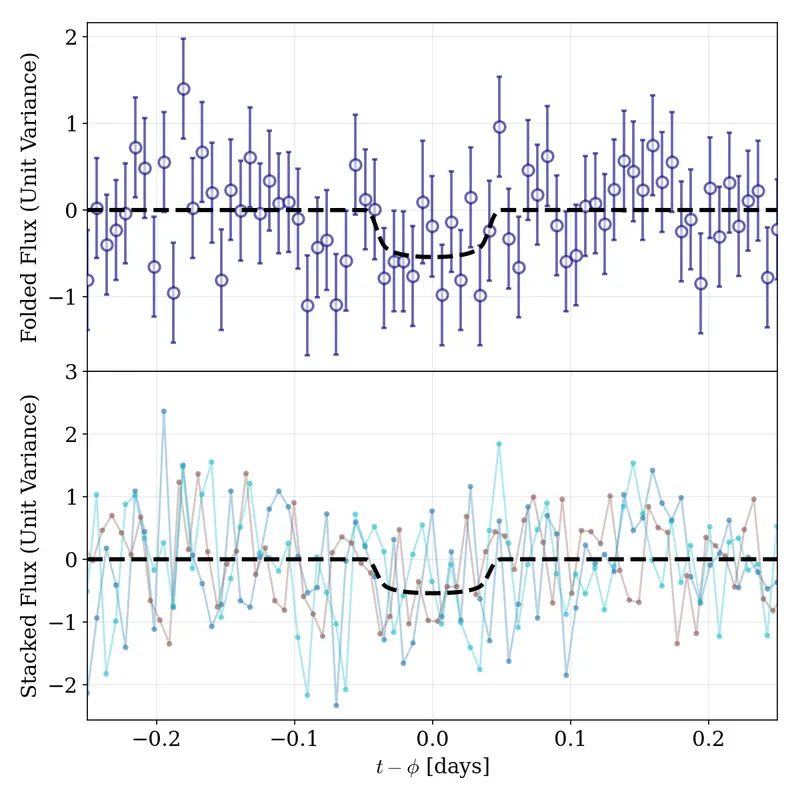 Folded Flux (Unit Variance)
2
1
0
−1
3
Stacked Flux (Unit Variance)
2
1
0
−1
−2
−0.2 −0.1 0.0 0.1 0.2
t − ϕ [days]